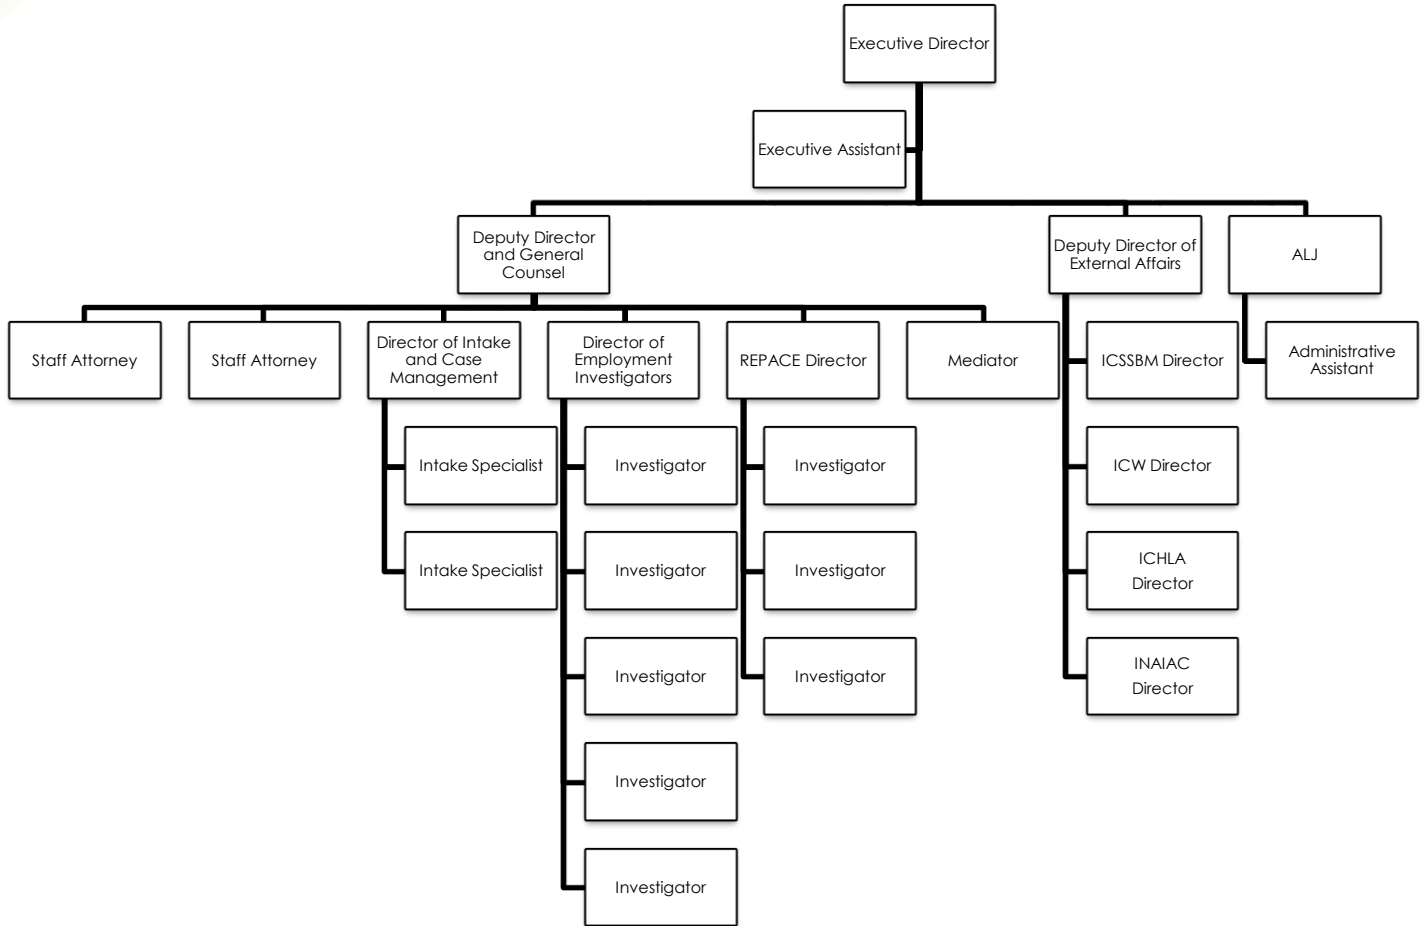 Executive Director
Executive Assistant
Deputy Director
and General
Counsel
Deputy Director of
External Affairs
ALJ
Staff Attorney
Staff Attorney
Director of Intake
and Case
Management
Director of
Employment
Investigators
REPACE Director
Mediator
ICSSBM Director
Administrative
Assistant
Intake Specialist
Investigator
Investigator
ICW Director
Intake Specialist
Investigator
Investigator
ICHLA
Director
Investigator
Investigator
INAIAC
Director
Investigator
Investigator